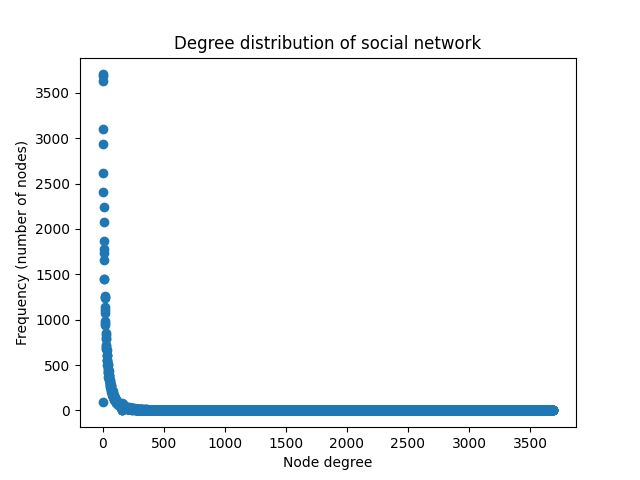 Degree distribution of social network
Frequency (number of nodes)
3500
3000
2500
2000
1500
1000
500
0
0 500 1000 1500 2000 2500 3000 3500
Node degree